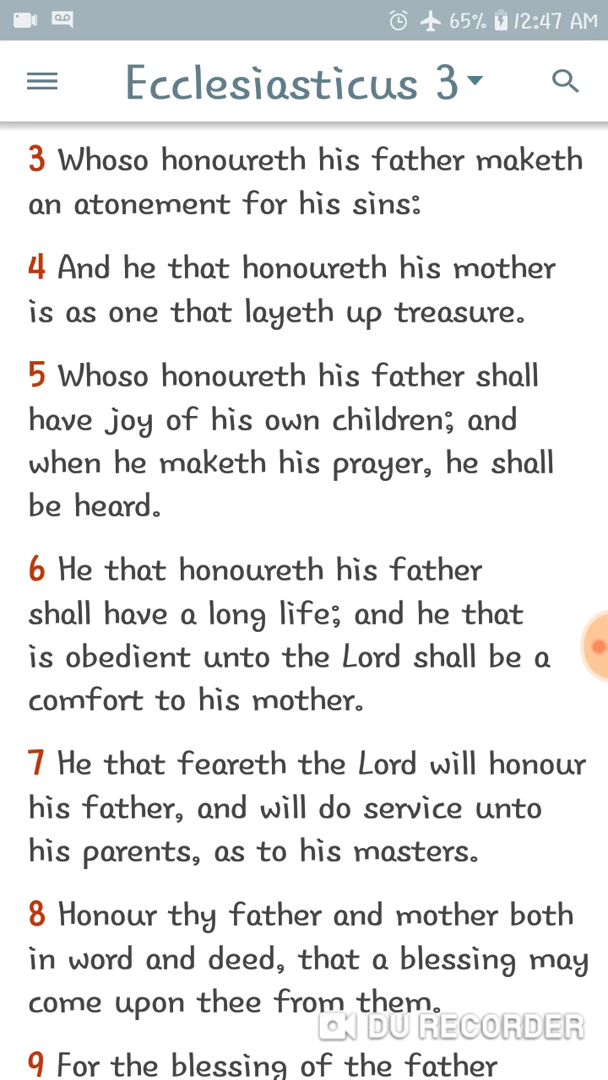 65% 12:47 AM
Ecclesiasticus 3
3 Whoso honoureth his father maketh
an atonement for his sins:
4 And he that honoureth his mother
is as one that layeth up treasure.
5 Whoso honoureth his father shall
have joy of his own children; and
when he maketh his prayer, he shall
be heard.
6 He that honoureth his father
shall have a long life; and he that
is obedient unto the Lord shall be a
comfort to his mother.
7 He that feareth the Lord will honour
his father, and will do service unto
his parents, as to his masters.
8 Honour thy father and mother both
in word and deed, that a blessing may
come upon thee from them.
DU RECORDER
9 For the blessing of the father